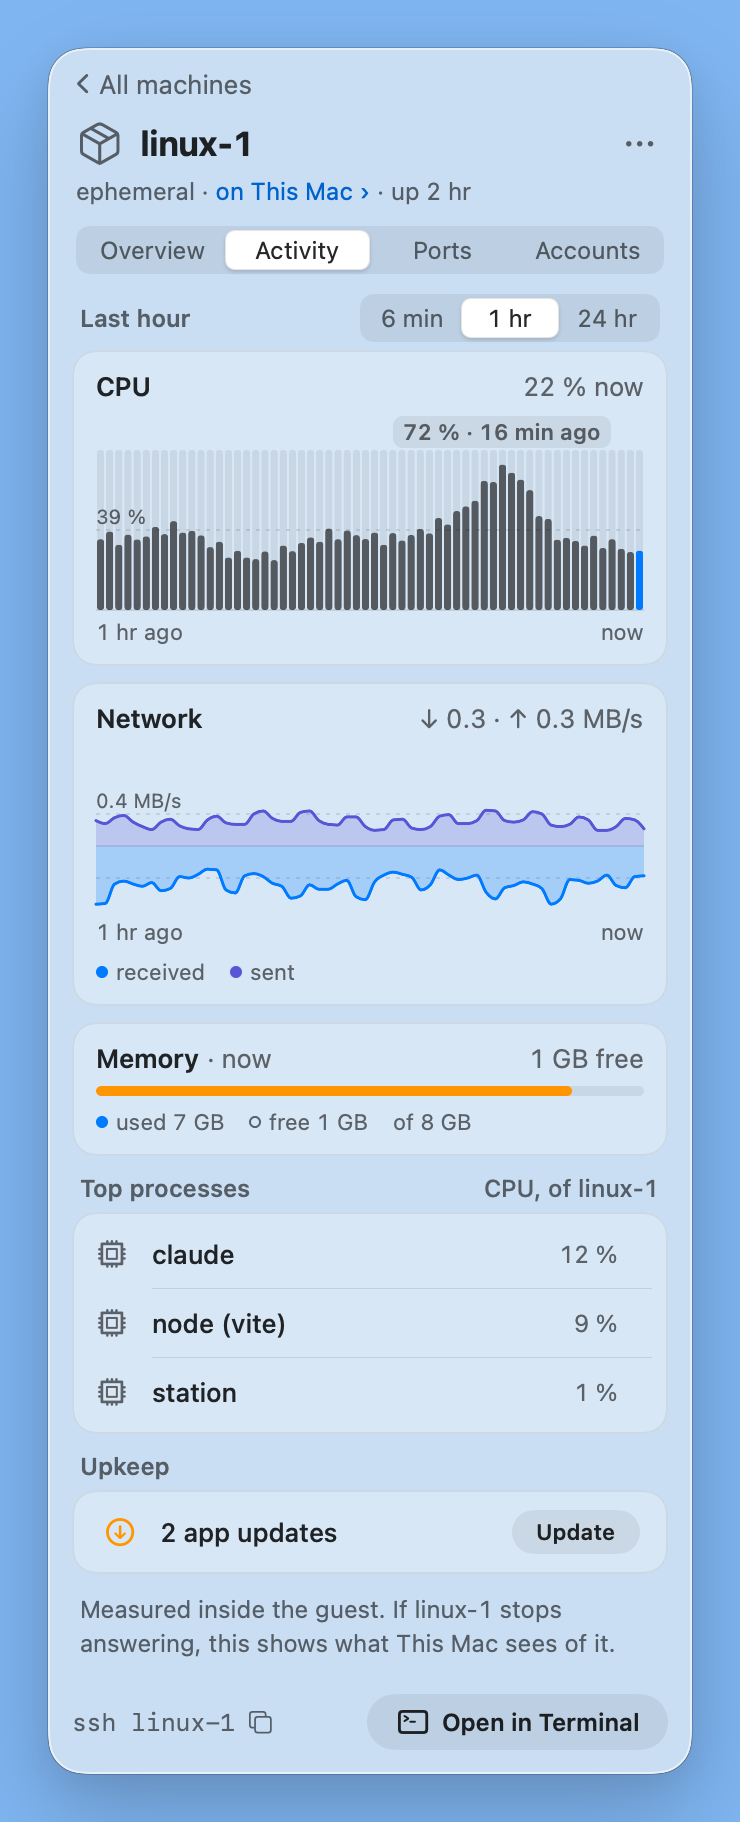 All machines
linux-1
ephemeral · on This Mac › · up 2 hr
Overview Activity Ports Accounts
Last hour 6 min 1 hr 24 hr
CPU 22 % now
72 % · 16 min ago
39 %
1 hr ago now
Network ↓ 0.3 · ↑ 0.3 MB/s
0.4 MB/s
1 hr ago now
received sent
Memory · now 1 GB free
used 7 GB free 1 GB of 8 GB
Top processes CPU, of linux-1
claude 12 %
node (vite) 9 %
station 1 %
Upkeep
2 app updates Update
Measured inside the guest. If linux-1 stops
answering, this shows what This Mac sees of it.
ssh linux-1 Open in Terminal